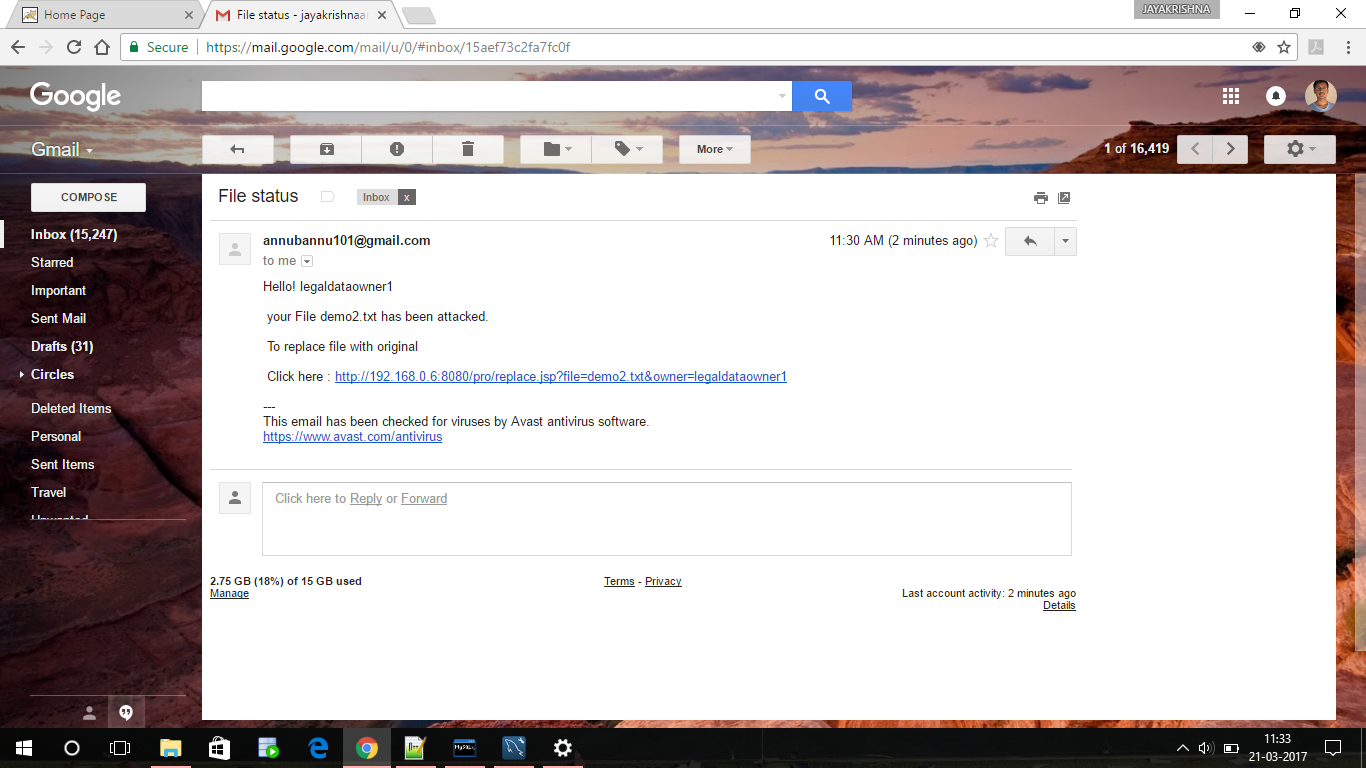 Home Page
File status - jayakrishnaa
JAYAKRISHNA
Secure
https://mail.google.com/mail/u/0/#inbox/15aef73c2fa7fc0f
Google
Gmail
More
1 of 16,419
COMPOSE
Inbox (15,247)
Starred
Important
Sent Mail
Drafts (31)
Circles
Deleted Items
Personal
Sent Items
Travel
Unwanted
File status
Inbox x
annubannu101@gmail.com
11:30 AM (2 minutes ago)
to me
Hello! legaldataowner1
your File demo2.txt has been attacked.
To replace file with original
Click here : http://192.168.0.6:8080/pro/replace.jsp?file=demo2.txt&owner=legaldataowner1
---
This email has been checked for viruses by Avast antivirus software.
https://www.avast.com/antivirus
Click here to Reply or Forward
2.75 GB (18%) of 15 GB used
Manage
Terms - Privacy
Last account activity: 2 minutes ago
Details
MySQL
11:33
21-03-2017